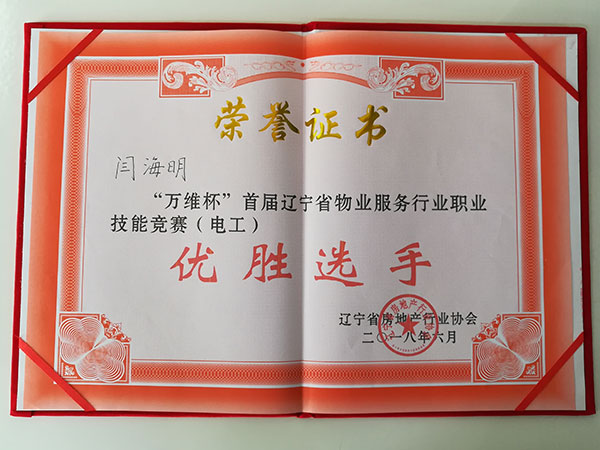 荣誉证书
闫海明
“万维杯”首届辽宁省物业服务行业职业
技能竞赛（电工）
优胜选手
辽宁省房地产行业协会
二〇一八年六月